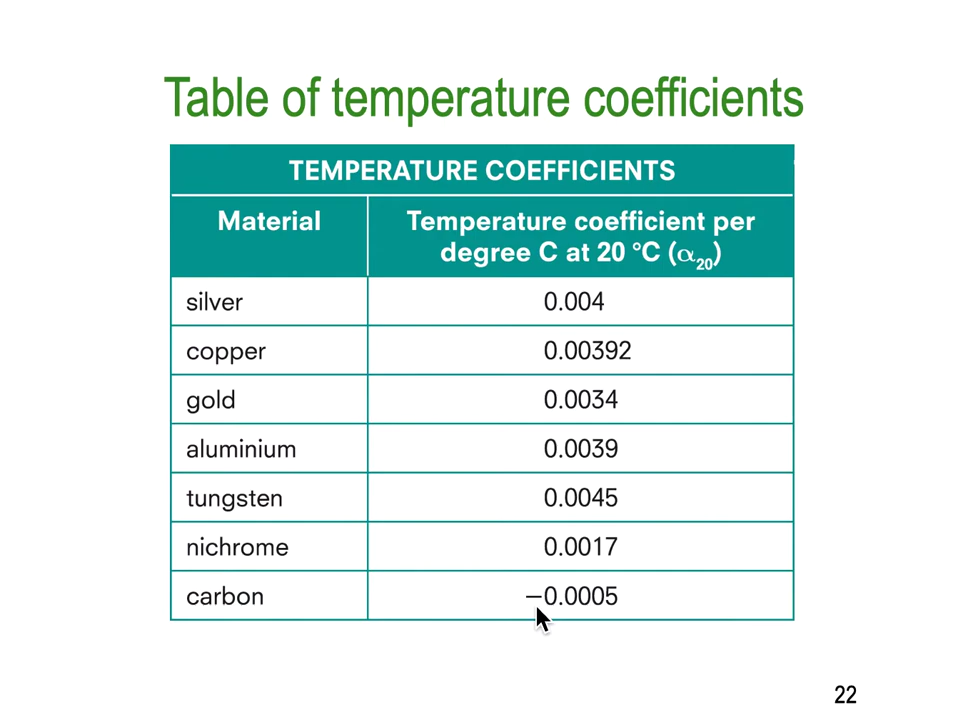 Table of temperature coefficients
TEMPERATURE COEFFICIENTS
Material
Temperature coefficient per
degree C at 20 °C (α₂₀)
silver 0.004
copper 0.00392
gold 0.0034
aluminium 0.0039
tungsten 0.0045
nichrome 0.0017
carbon −0.0005
22